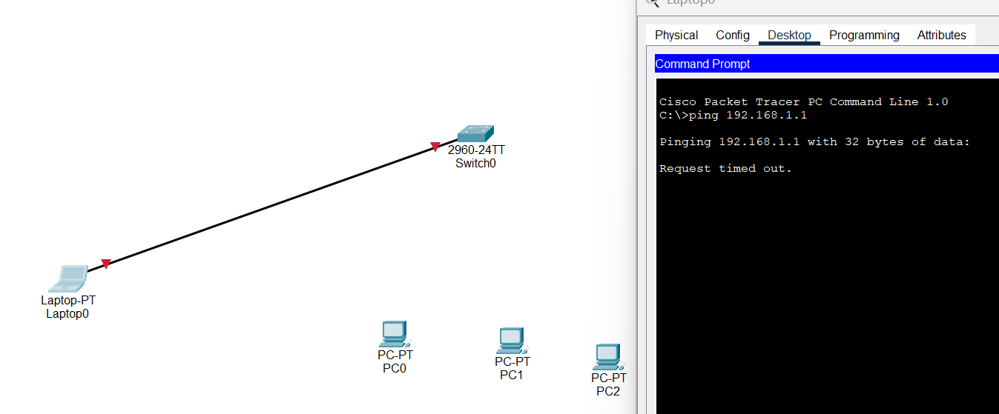 Laptop0
Physical Config Desktop Programming Attributes
Command Prompt
Cisco Packet Tracer PC Command Line 1.0
C:\>ping 192.168.1.1
Pinging 192.168.1.1 with 32 bytes of data:
Request timed out.
2960-24TT
Switch0
Laptop-PT
Laptop0
PC-PT
PC0
PC-PT
PC1
PC-PT
PC2